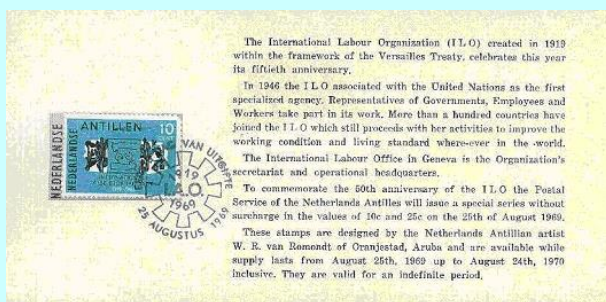 The International Labour Organization (ILO) created in 1919
within the framework of the Versailles Treaty, celebrates this year
its fiftieth anniversary.
In 1946 the ILO associated with the United Nations as the first
specialized agency. Representatives of Governments, Employees and
Workers take part in its work. More than a hundred countries have
joined the ILO which still proceeds with her activities to improve the
working condition and living standard where-ever in the world.
The International Labour Office in Geneva is the Organization's
secretariat and operational headquarters.
To commemorate the 50th anniversary of the ILO the Postal
Service of the Netherlands Antilles will issue a special series without
surcharge in the values of 10c and 25c on the 25th of August 1969.
These stamps are designed by the Netherlands Antillian artist
W. R. van Romondt of Oranjestad, Aruba and are available while
supply lasts from August 25th, 1969 up to August 24th, 1970
inclusive. They are valid for an indefinite period.
NEDERLANDSE
NEDERLANDSE
ANTILLEN
10
CENT
VAN UITGIFTE
1919
I.A.O.
1969
25 AUGUSTUS 1969